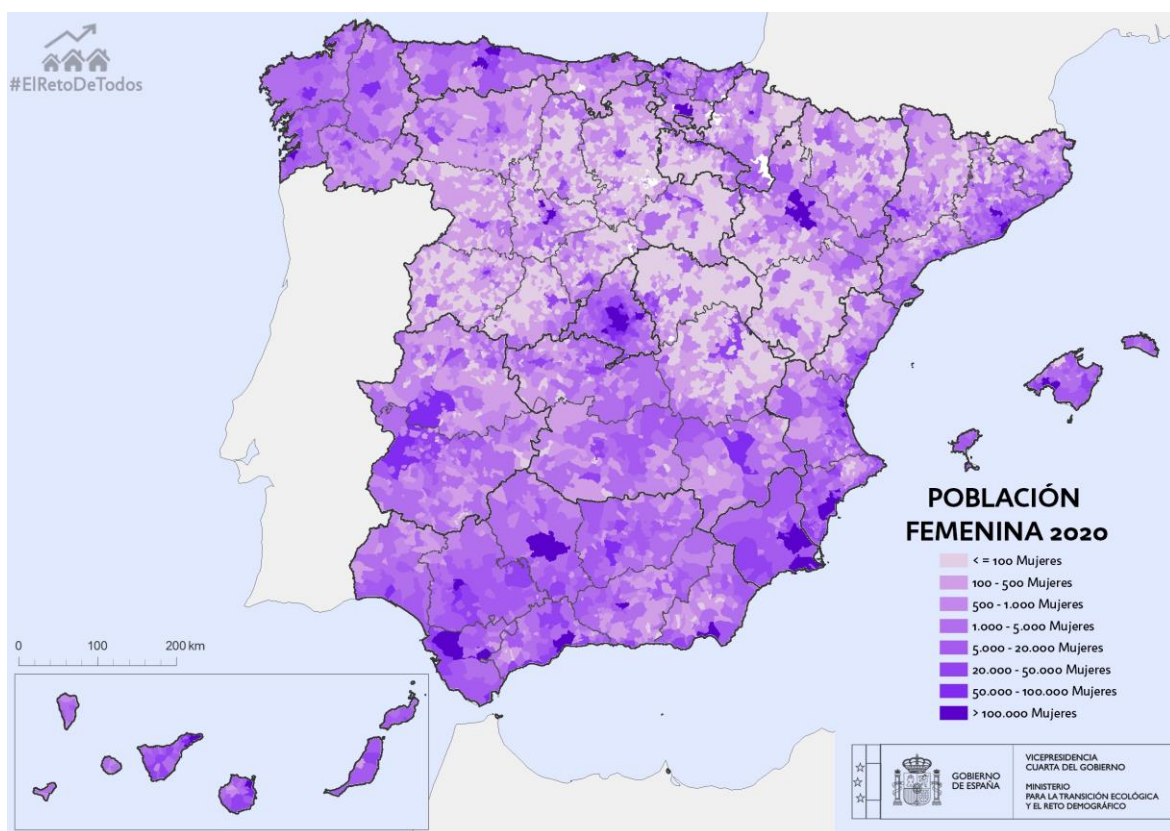 #ElRetoDeTodos
POBLACIÓN
FEMENINA 2020
< = 100 Mujeres
100 - 500 Mujeres
500 - 1.000 Mujeres
1.000 - 5.000 Mujeres
5.000 - 20.000 Mujeres
20.000 - 50.000 Mujeres
50.000 - 100.000 Mujeres
> 100.000 Mujeres
0 100 200 km
GOBIERNO
DE ESPAÑA
VICEPRESIDENCIA
CUARTA DEL GOBIERNO
MINISTERIO
PARA LA TRANSICIÓN ECOLÓGICA
Y EL RETO DEMOGRÁFICO